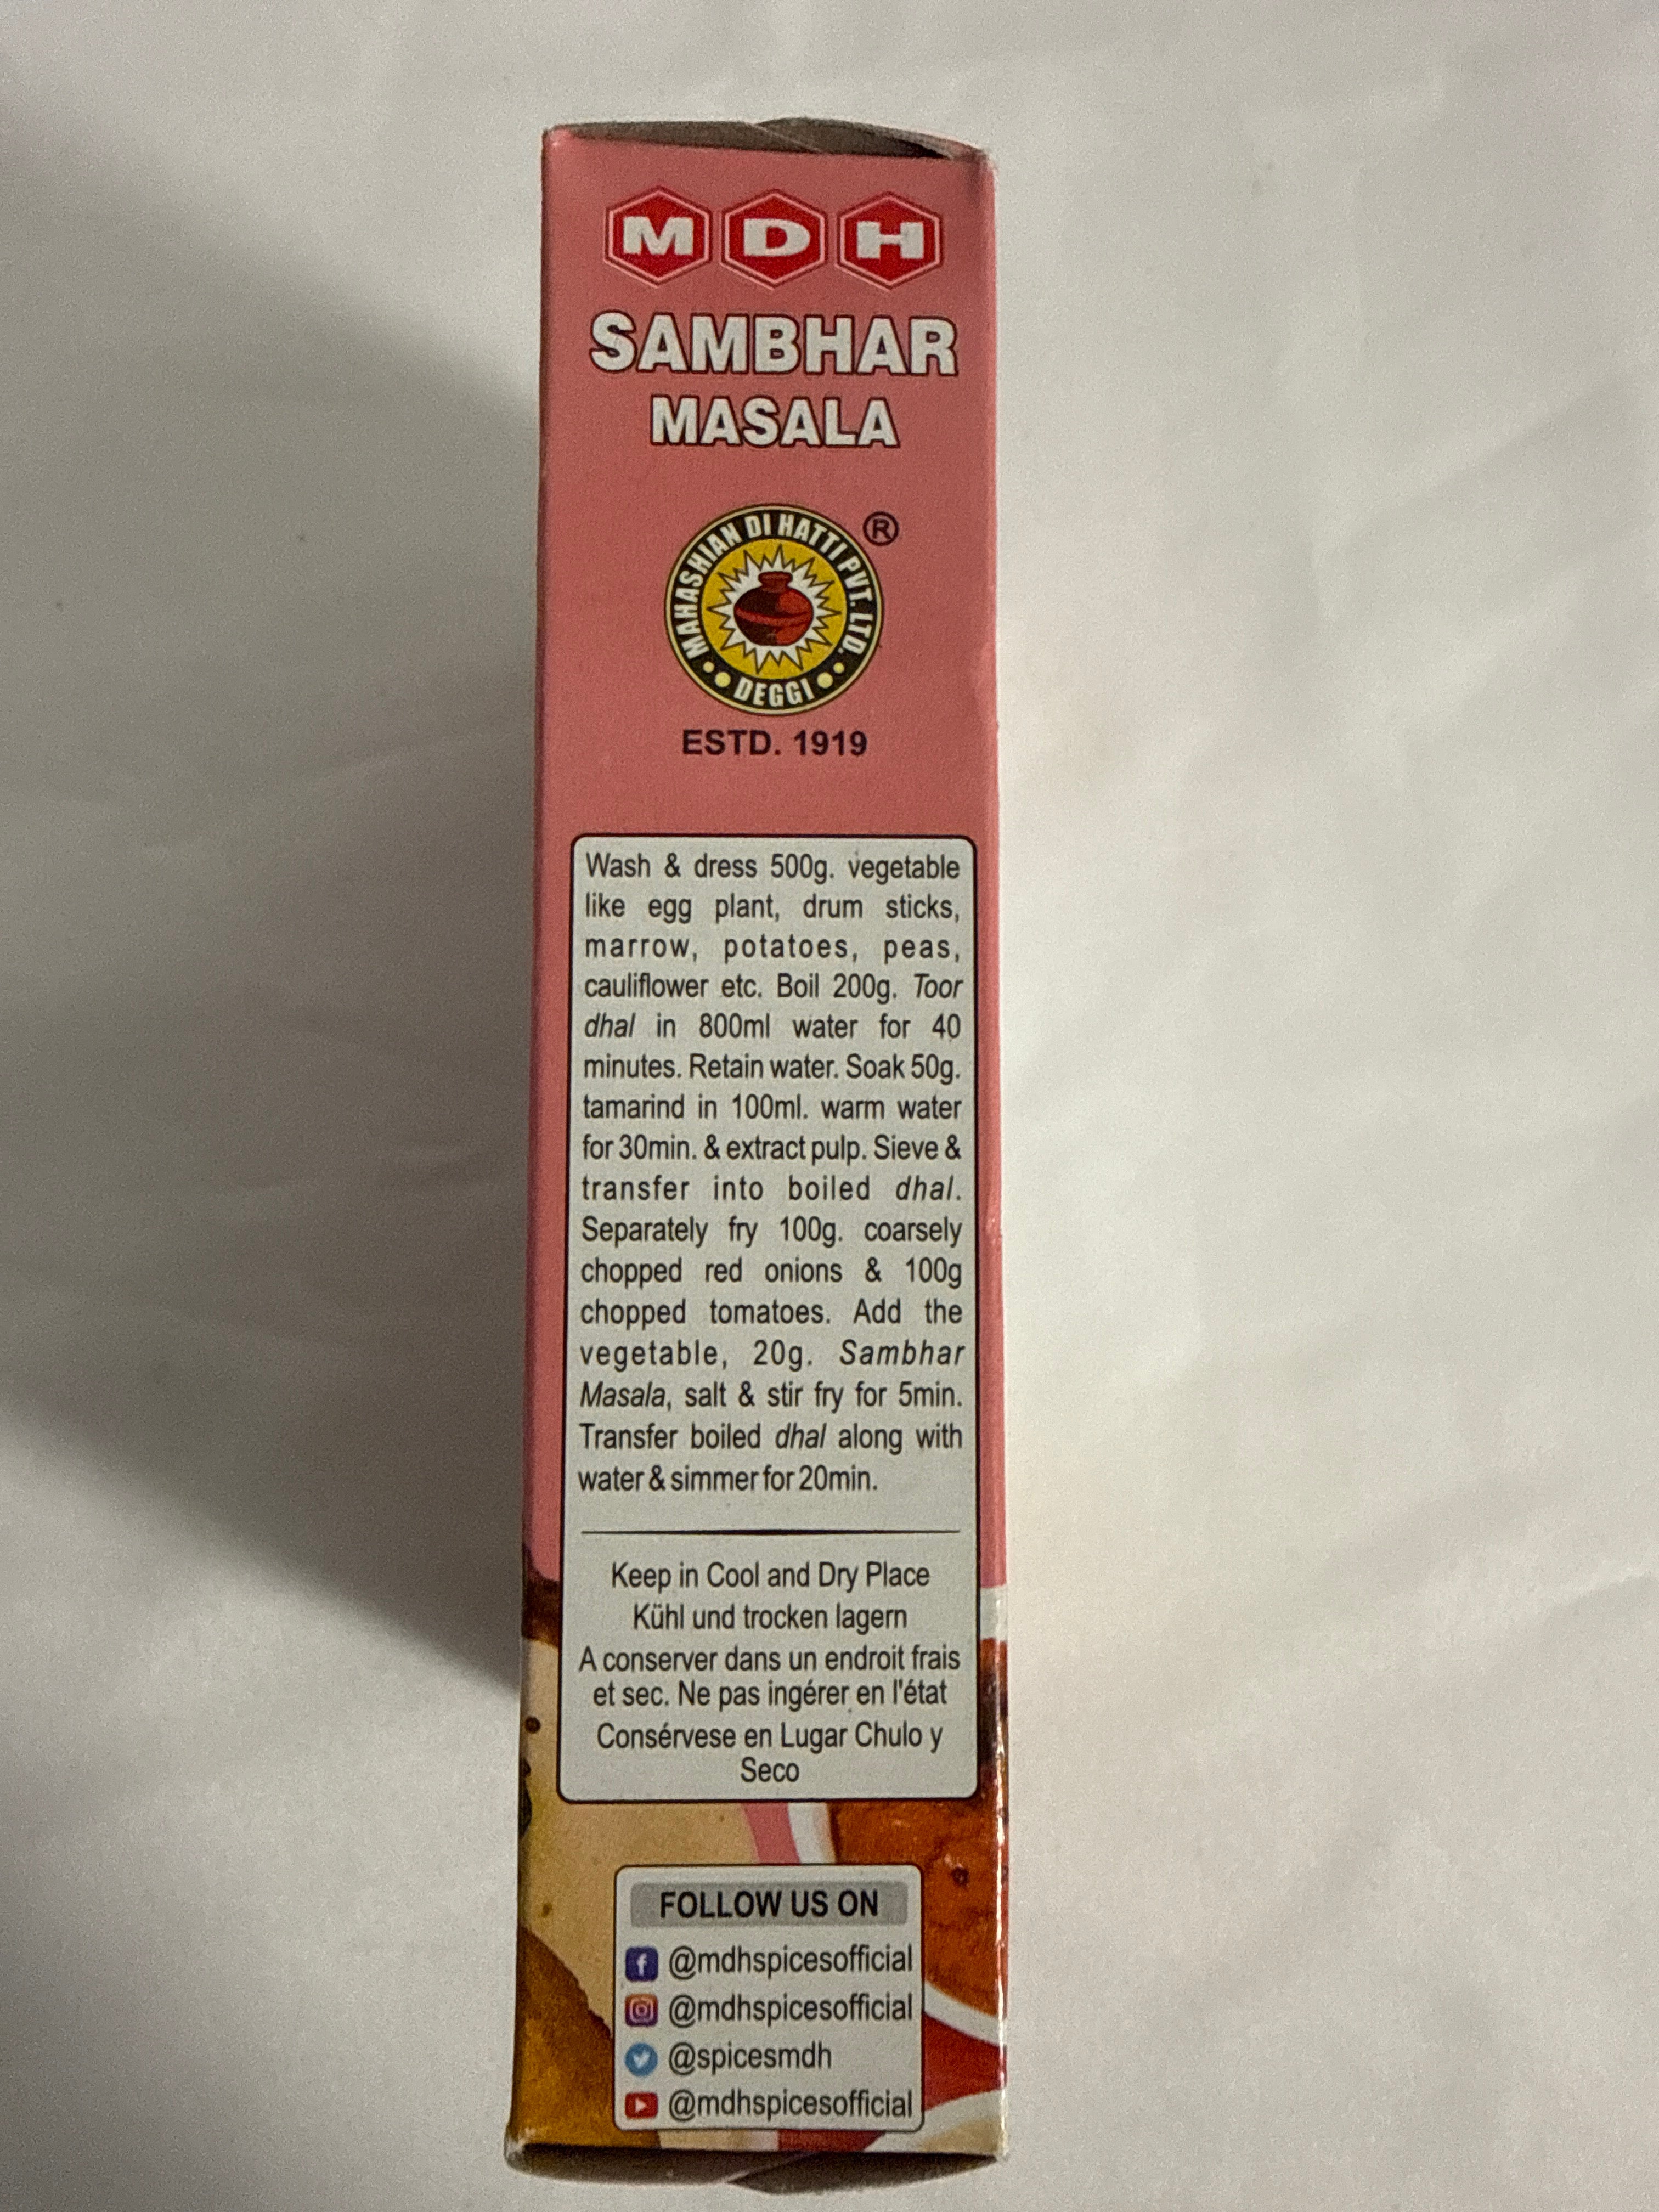 MDH
SAMBHAR
MASALA
MAHASHIAN DI HATTI PVT. LTD.
®
DEGGI
ESTD. 1919
Wash & dress 500g. vegetable
like egg plant, drum sticks,
marrow, potatoes, peas,
cauliflower etc. Boil 200g. Toor
dhal in 800ml water for 40
minutes. Retain water. Soak 50g.
tamarind in 100ml. warm water
for 30min. & extract pulp. Sieve &
transfer into boiled dhal.
Separately fry 100g. coarsely
chopped red onions & 100g
chopped tomatoes. Add the
vegetable, 20g. Sambhar
Masala, salt & stir fry for 5min.
Transfer boiled dhal along with
water & simmer for 20min.
Keep in Cool and Dry Place
Kühl und trocken lagern
A conserver dans un endroit frais
et sec. Ne pas ingérer en l'état
Consérvese en Lugar Chulo y
Seco
FOLLOW US ON
@mdhspicesofficial
@mdhspicesofficial
@spicesmdh
@mdhspicesofficial